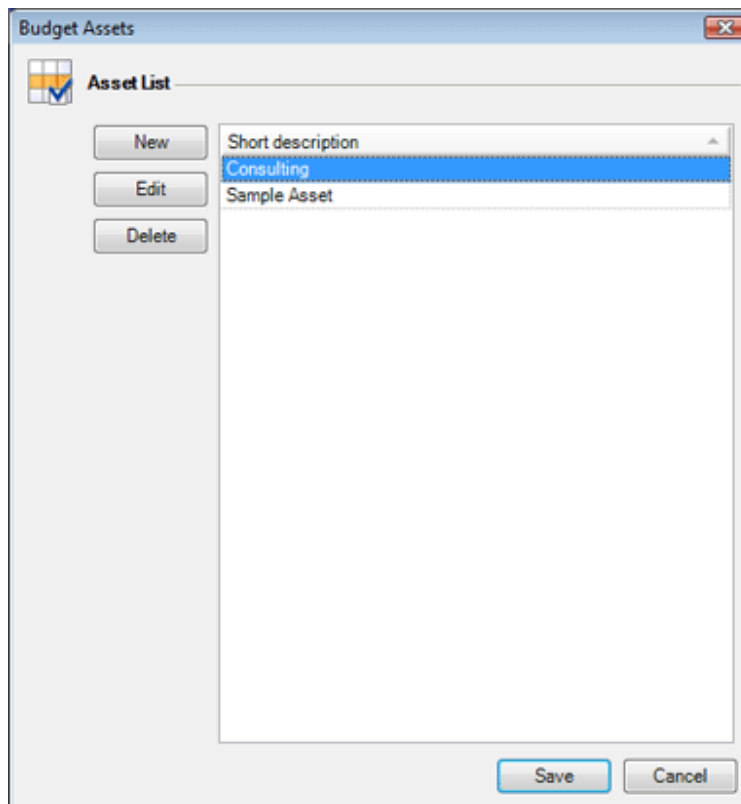 Budget Assets
Asset List
New
Edit
Delete
Short description
Consulting
Sample Asset
Save
Cancel